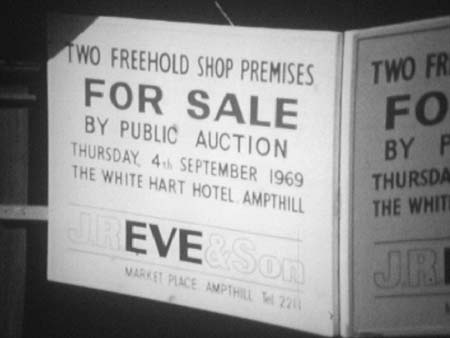 TWO FREEHOLD SHOP PREMISES
FOR SALE
BY PUBLIC AUCTION
THURSDAY, 4th SEPTEMBER 1969
THE WHITE HART HOTEL, AMPTHILL
J.R EVE & Son
MARKET PLACE, AMPTHILL Tel 2211
TWO FR
FO
BY P
THURSDA
THE WHIT
J.R